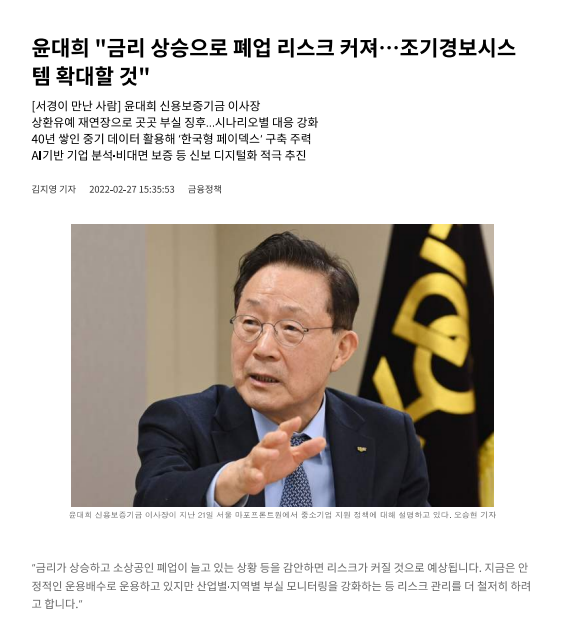 윤대희 "금리 상승으로 폐업 리스크 커져…조기경보시스
템 확대할 것"
[서경이 만난 사람] 윤대희 신용보증기금 이사장
상환유예 재연장으로 곳곳 부실 징후...시나리오별 대응 강화
40년 쌓인 중기 데이터 활용해 ‘한국형 페이덱스’ 구축 주력
AI기반 기업 분석·비대면 보증 등 신보 디지털화 적극 추진
김지영 기자 2022-02-27 15:35:53 금융정책
윤대희 신용보증기금 이사장이 지난 21일 서울 마포프론트원에서 중소기업 지원 정책에 대해 설명하고 있다. 오승현 기자
“금리가 상승하고 소상공인 폐업이 늘고 있는 상황 등을 감안하면 리스크가 커질 것으로 예상됩니다. 지금은 안
정적인 운용배수로 운용하고 있지만 산업별·지역별 부실 모니터링을 강화하는 등 리스크 관리를 더 철저히 하려
고 합니다.”